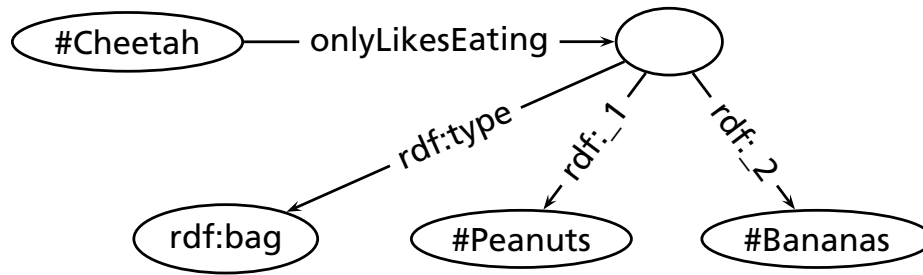 #Cheetah
onlyLikesEating
rdf:type
rdf:_1
rdf:_2
rdf:bag
#Peanuts
#Bananas